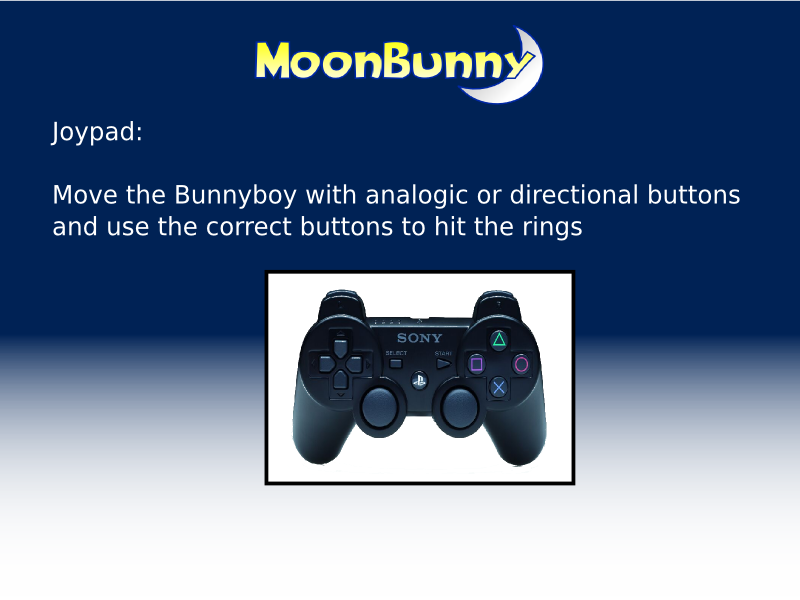 MoonBunny
Joypad:
Move the Bunnyboy with analogic or directional buttons
and use the correct buttons to hit the rings
SONY
SELECT
START